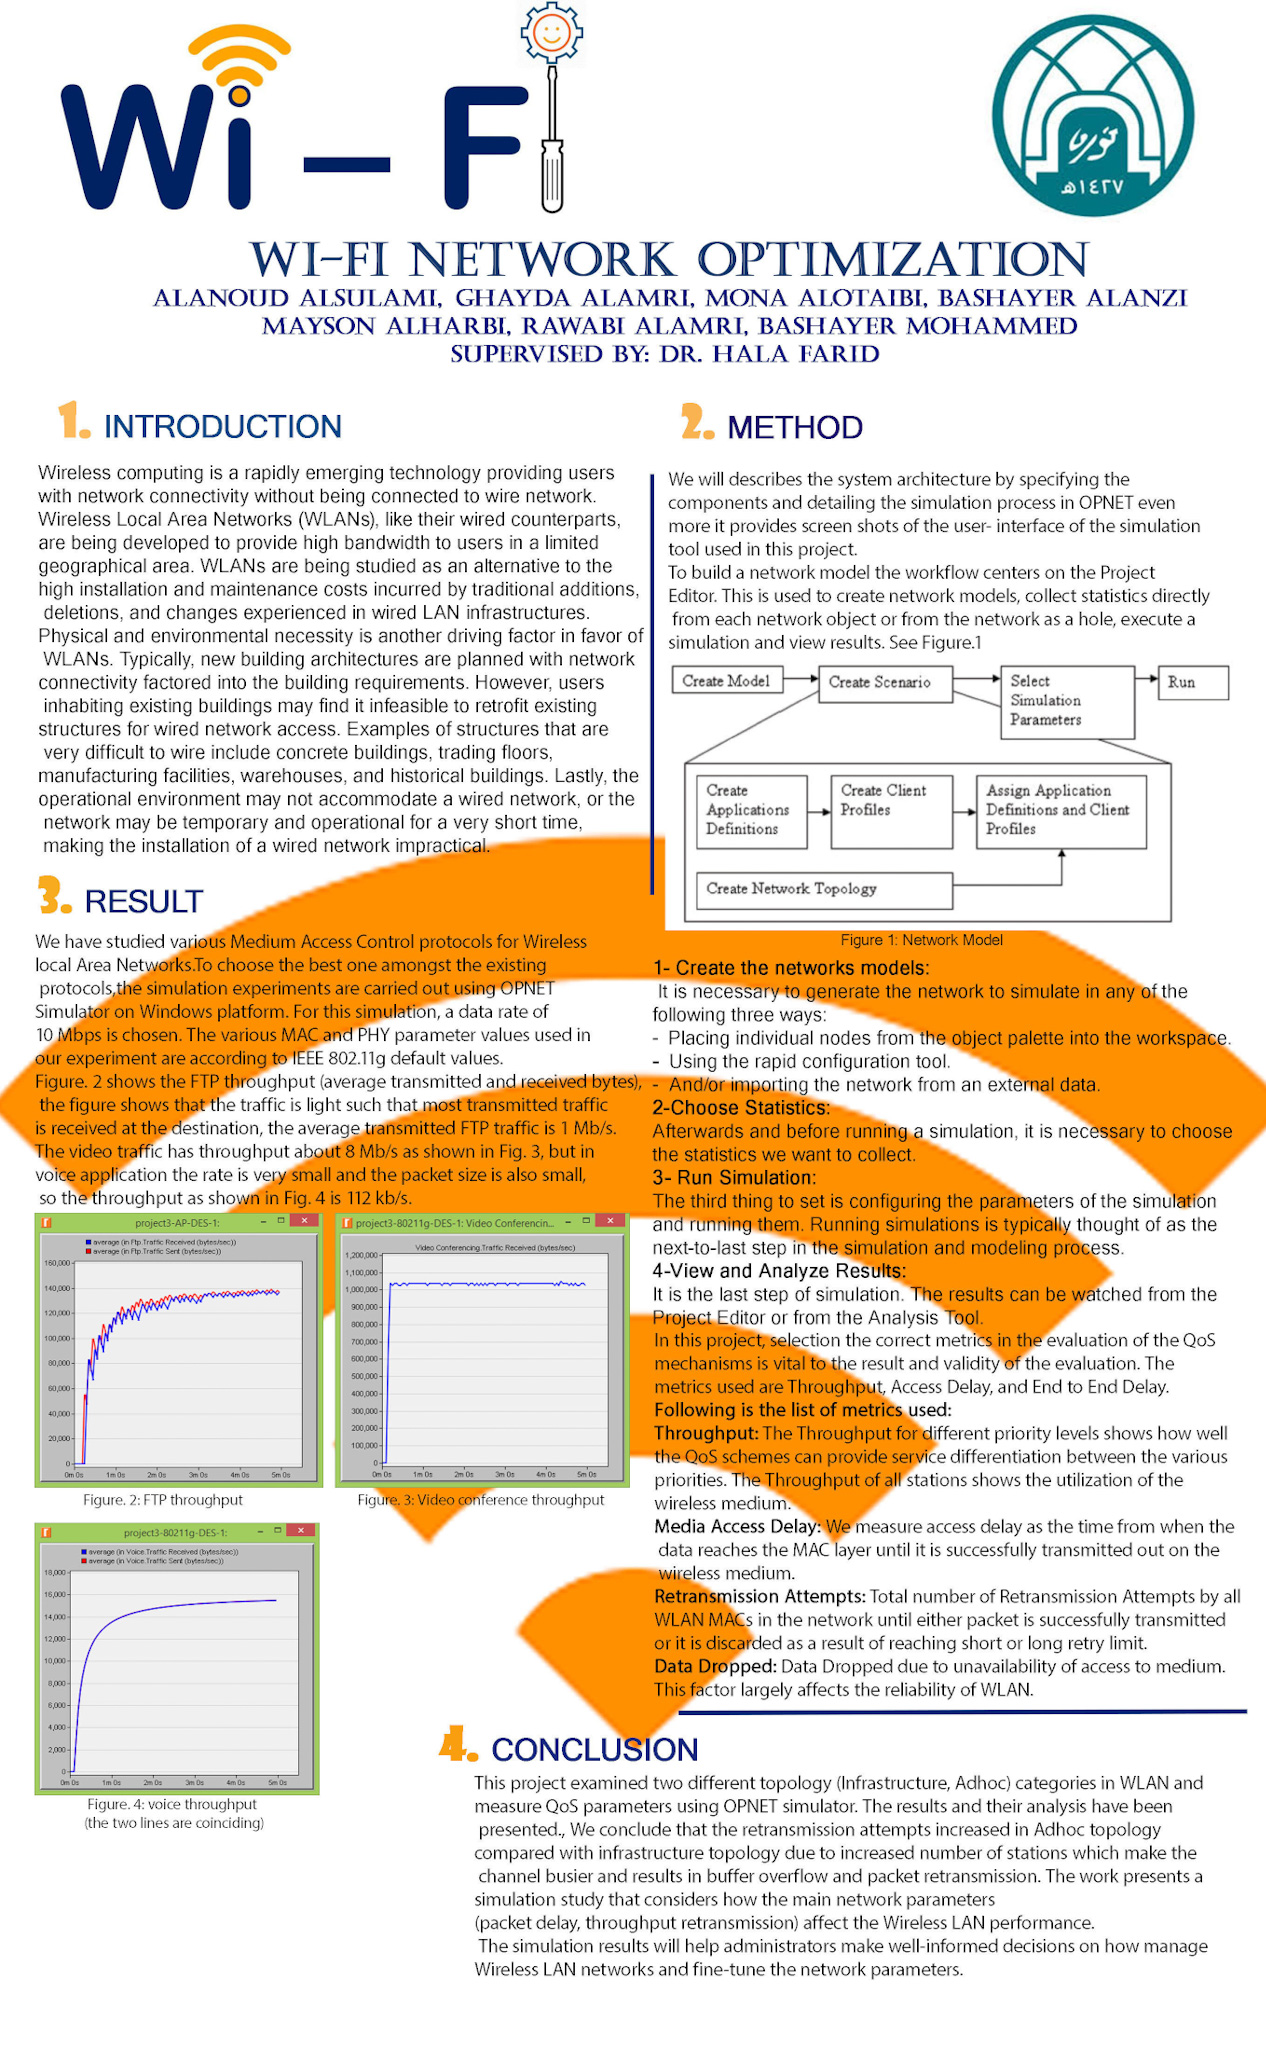 Wi – Fi
نورة
١٤٢٧هـ
WI-FI NETWORK OPTIMIZATION
ALANOUD ALSULAMI, GHAYDA ALAMRI, MONA ALOTAIBI, BASHAYER ALANZI
MAYSON ALHARBI, RAWABI ALAMRI, BASHAYER MOHAMMED
SUPERVISED BY: DR. HALA FARID
1. INTRODUCTION
Wireless computing is a rapidly emerging technology providing users
with network connectivity without being connected to wire network.
Wireless Local Area Networks (WLANs), like their wired counterparts,
are being developed to provide high bandwidth to users in a limited
geographical area. WLANs are being studied as an alternative to the
high installation and maintenance costs incurred by traditional additions,
deletions, and changes experienced in wired LAN infrastructures.
Physical and environmental necessity is another driving factor in favor of
WLANs. Typically, new building architectures are planned with network
connectivity factored into the building requirements. However, users
inhabiting existing buildings may find it infeasible to retrofit existing
structures for wired network access. Examples of structures that are
very difficult to wire include concrete buildings, trading floors,
manufacturing facilities, warehouses, and historical buildings. Lastly, the
operational environment may not accommodate a wired network, or the
network may be temporary and operational for a very short time,
making the installation of a wired network impractical.
2. METHOD
We will describes the system architecture by specifying the
components and detailing the simulation process in OPNET even
more it provides screen shots of the user- interface of the simulation
tool used in this project.
To build a network model the workflow centers on the Project
Editor. This is used to create network models, collect statistics directly
from each network object or from the network as a hole, execute a
simulation and view results. See Figure.1
Create Model
Create Scenario
Select
Simulation
Parameters
Run
Create
Applications
Definitions
Create Client
Profiles
Assign Application
Definitions and Client
Profiles
Create Network Topology
Figure 1: Network Model
1- Create the networks models:
It is necessary to generate the network to simulate in any of the
following three ways:
- Placing individual nodes from the object palette into the workspace.
- Using the rapid configuration tool.
- And/or importing the network from an external data.
2-Choose Statistics:
Afterwards and before running a simulation, it is necessary to choose
the statistics we want to collect.
3- Run Simulation:
The third thing to set is configuring the parameters of the simulation
and running them. Running simulations is typically thought of as the
next-to-last step in the simulation and modeling process.
4-View and Analyze Results:
It is the last step of simulation. The results can be watched from the
Project Editor or from the Analysis Tool.
In this project, selection the correct metrics in the evaluation of the QoS
mechanisms is vital to the result and validity of the evaluation. The
metrics used are Throughput, Access Delay, and End to End Delay.
Following is the list of metrics used:
Throughput: The Throughput for different priority levels shows how well
the QoS schemes can provide service differentiation between the various
priorities. The Throughput of all stations shows the utilization of the
wireless medium.
Media Access Delay: We measure access delay as the time from when the
data reaches the MAC layer until it is successfully transmitted out on the
wireless medium.
Retransmission Attempts: Total number of Retransmission Attempts by all
WLAN MACs in the network until either packet is successfully transmitted
or it is discarded as a result of reaching short or long retry limit.
Data Dropped: Data Dropped due to unavailability of access to medium.
This factor largely affects the reliability of WLAN.
3. RESULT
We have studied various Medium Access Control protocols for Wireless
local Area Networks.To choose the best one amongst the existing
protocols,the simulation experiments are carried out using OPNET
Simulator on Windows platform. For this simulation, a data rate of
10 Mbps is chosen. The various MAC and PHY parameter values used in
our experiment are according to IEEE 802.11g default values.
Figure. 2 shows the FTP throughput (average transmitted and received bytes),
the figure shows that the traffic is light such that most transmitted traffic
is received at the destination, the average transmitted FTP traffic is 1 Mb/s.
The video traffic has throughput about 8 Mb/s as shown in Fig. 3, but in
voice application the rate is very small and the packet size is also small,
so the throughput as shown in Fig. 4 is 112 kb/s.
project3-AP-DES-1:
average (in Ftp.Traffic Received (bytes/sec))
average (in Ftp.Traffic Sent (bytes/sec))
160,000
140,000
120,000
100,000
80,000
60,000
40,000
20,000
0
0m 0s 1m 0s 2m 0s 3m 0s 4m 0s 5m 0s
Figure. 2: FTP throughput
project3-80211g-DES-1: Video Conferencin...
Video Conferencing.Traffic Received (bytes/sec)
1,200,000
1,100,000
1,000,000
900,000
800,000
700,000
600,000
500,000
400,000
300,000
200,000
100,000
0
0m 0s 1m 0s 2m 0s 3m 0s 4m 0s 5m 0s
Figure. 3: Video conference throughput
project3-80211g-DES-1:
average (in Voice.Traffic Received (bytes/sec))
average (in Voice.Traffic Sent (bytes/sec))
18,000
16,000
14,000
12,000
10,000
8,000
6,000
4,000
2,000
0
0m 0s 1m 0s 2m 0s 3m 0s 4m 0s 5m 0s
Figure. 4: voice throughput
(the two lines are coinciding)
4. CONCLUSION
This project examined two different topology (Infrastructure, Adhoc) categories in WLAN and
measure QoS parameters using OPNET simulator. The results and their analysis have been
presented., We conclude that the retransmission attempts increased in Adhoc topology
compared with infrastructure topology due to increased number of stations which make the
channel busier and results in buffer overflow and packet retransmission. The work presents a
simulation study that considers how the main network parameters
(packet delay, throughput retransmission) affect the Wireless LAN performance.
The simulation results will help administrators make well-informed decisions on how manage
Wireless LAN networks and fine-tune the network parameters.